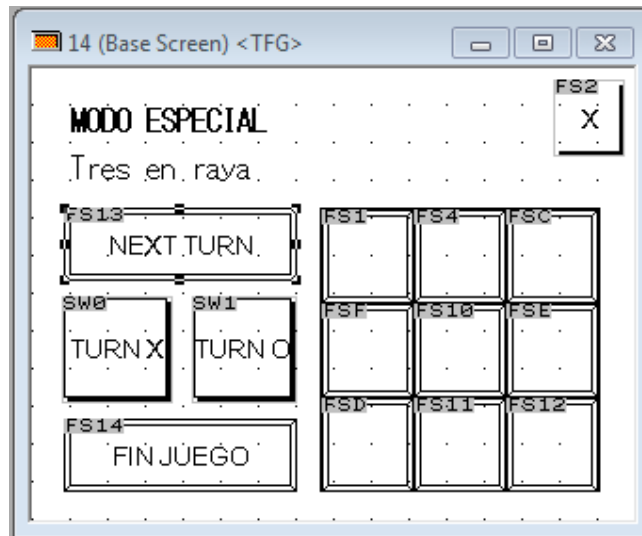 14 (Base Screen) <TFG>
FS2
X
MODO ESPECIAL
Tres en raya
FS13
NEXT TURN
FS1 FS4 FSC
SW0 SW1
TURN X TURN O
FSF FS10 FSE
FS14
FIN JUEGO
FSD FS11 FS12